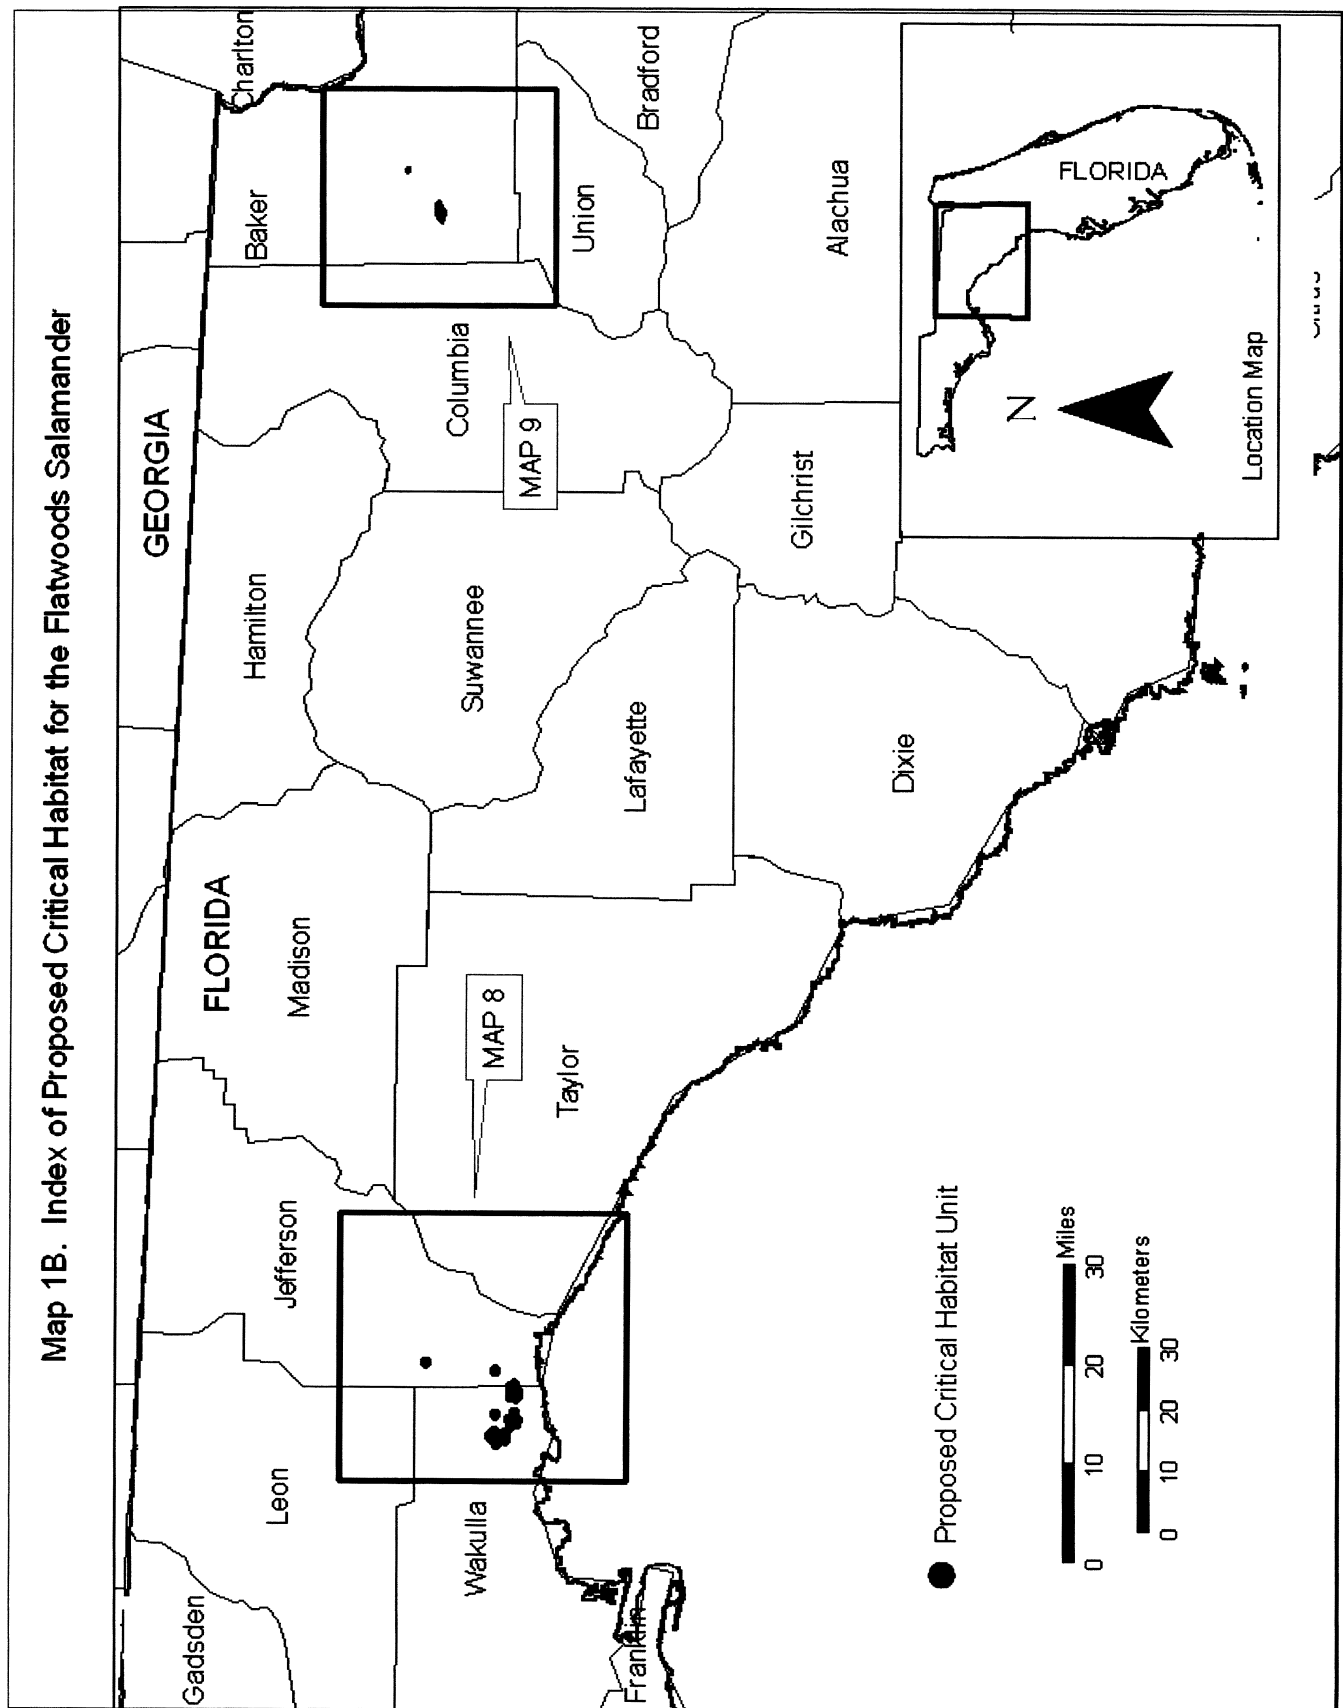 Map 1B. Index of Proposed Critical Habitat for the Flatwoods Salamander
GEORGIA
Charlton
Gadsden
Leon
Jefferson
FLORIDA
Madison
Hamilton
Baker
Columbia
Wakulla
MAP 8
Taylor
Suwannee
MAP 9
Lafayette
Union
Bradford
Franklin
Dixie
Gilchrist
Alachua
FLORIDA
N
Location Map
Proposed Critical Habitat Unit
Miles
0 10 20 30
Kilometers
0 10 20 30